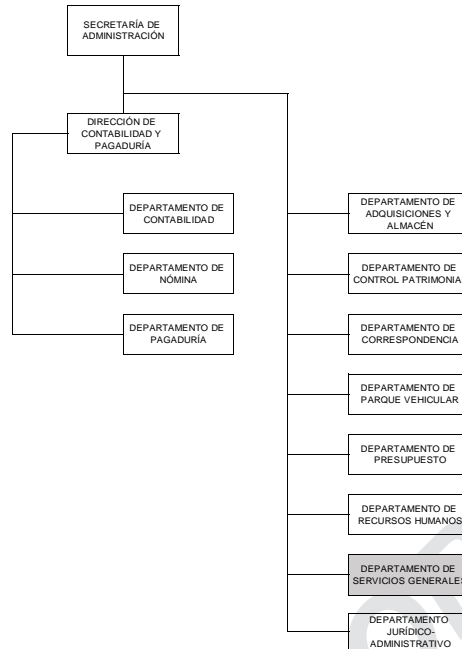 SECRETARÍA DE
ADMINISTRACIÓN
DIRECCIÓN DE
CONTABILIDAD Y
PAGADURÍA
DEPARTAMENTO DE
CONTABILIDAD
DEPARTAMENTO DE
NÓMINA
DEPARTAMENTO DE
PAGADURÍA
DEPARTAMENTO DE
ADQUISICIONES Y
ALMACÉN
DEPARTAMENTO DE
CONTROL PATRIMONIA
DEPARTAMENTO DE
CORRESPONDENCIA
DEPARTAMENTO DE
PARQUE VEHICULAR
DEPARTAMENTO DE
PRESUPUESTO
DEPARTAMENTO DE
RECURSOS HUMANOS
DEPARTAMENTO DE
SERVICIOS GENERALES
DEPARTAMENTO
JURÍDICO-
ADMINISTRATIVO